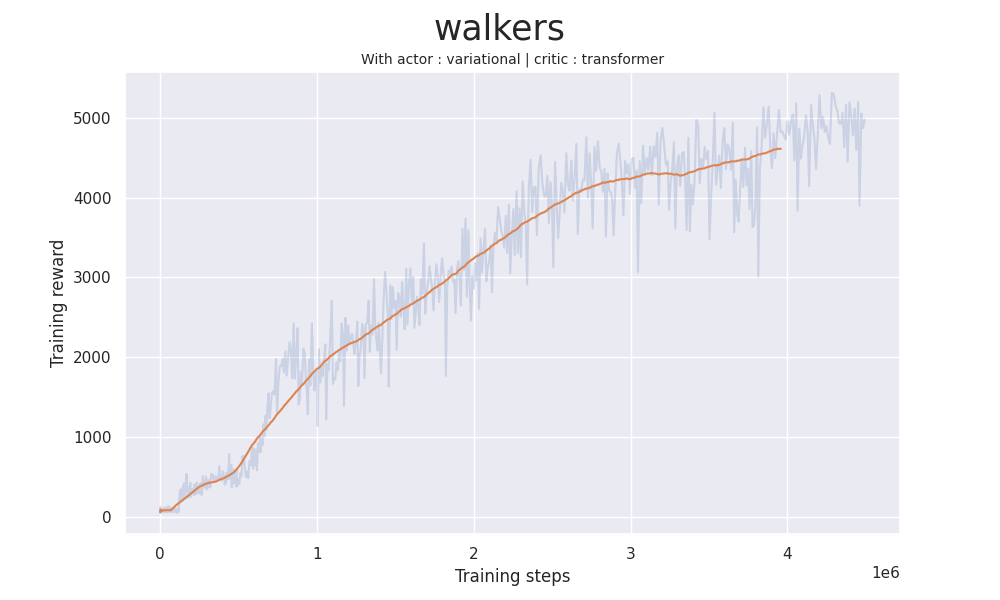 walkers
With actor : variational | critic : transformer
Training reward
5000
4000
3000
2000
1000
0
0 1 2 3 4
1e6
Training steps